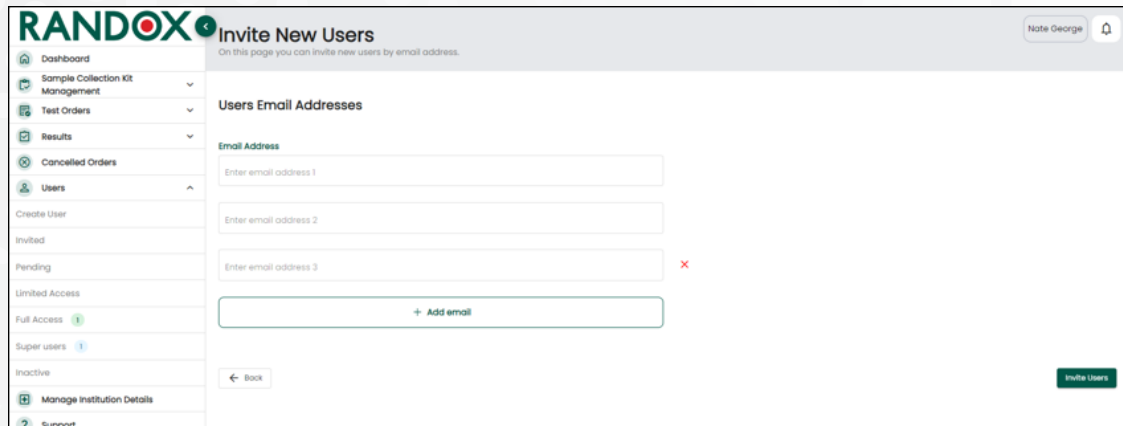 RANDOX
Dashboard
Sample Collection Kit
Management
Test Orders
Results
Cancelled Orders
Users
Create User
Invited
Pending
Limited Access
Full Access 1
Super users 1
Inactive
Manage Institution Details
Support
Invite New Users
On this page you can invite new users by email address.
Nate George
Users Email Addresses
Email Address
Enter email address 1
Enter email address 2
Enter email address 3
+ Add email
← Back
Invite Users